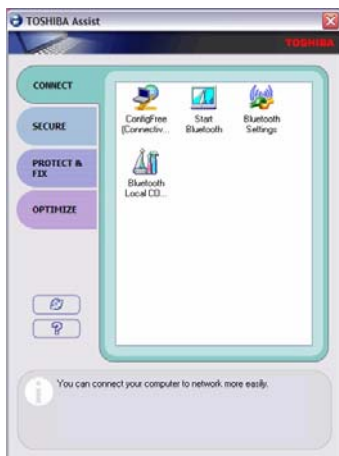 TOSHIBA Assist
TOSHIBA
CONNECT
SECURE
PROTECT &
FIX
OPTIMIZE
ConfigFree
(Connectiv...
Start
Bluetooth
Bluetooth
Settings
Bluetooth
Local CO...
You can connect your computer to network more easily.